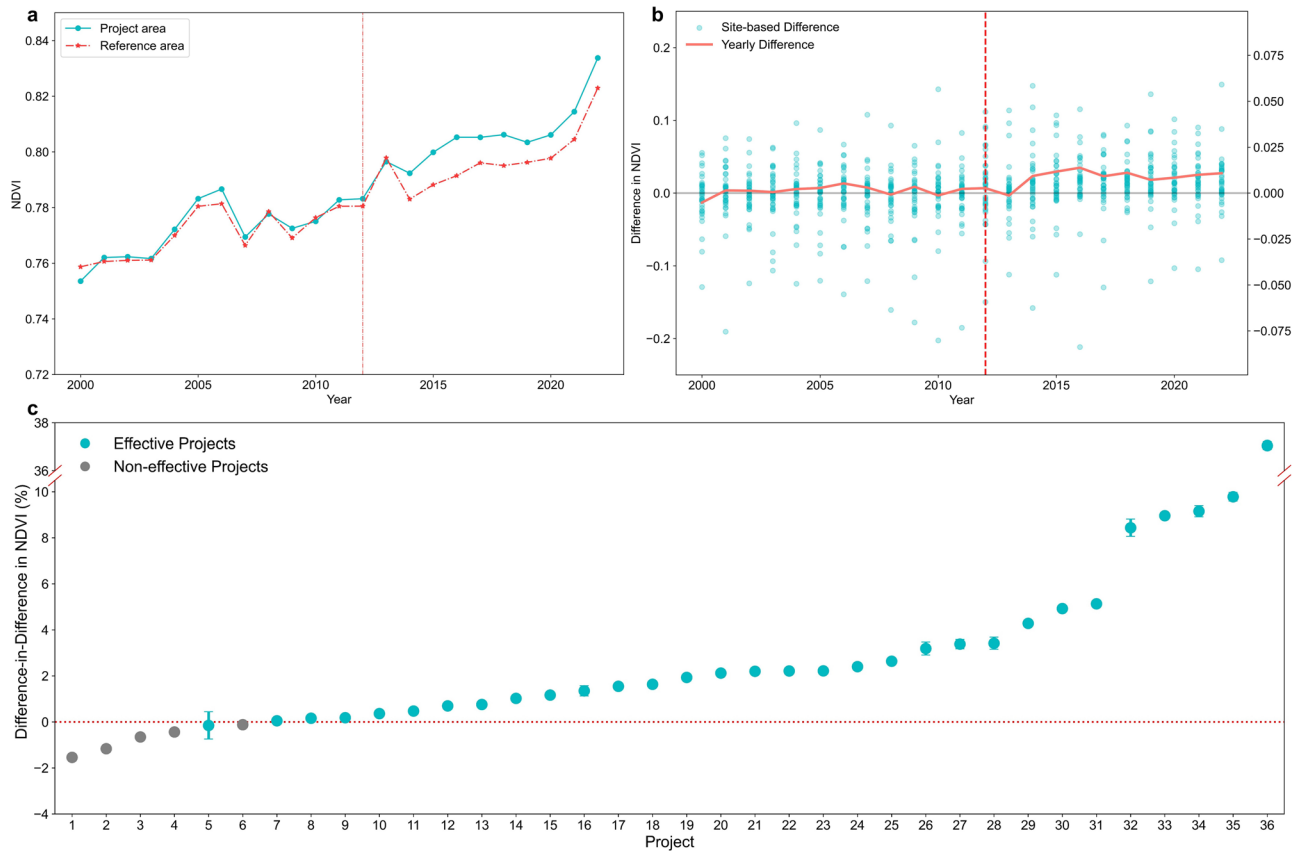 a
Project area
Reference area
0.84
0.82
0.80
0.78
0.76
0.74
0.72
NDVI
2000 2005 2010 2015 2020
Year
b
Site-based Difference
Yearly Difference
0.2
0.1
0.0
−0.1
−0.2
Difference in NDVI
0.075
0.050
0.025
0.000
−0.025
−0.050
−0.075
2000 2005 2010 2015 2020
Year
c
Effective Projects
Non-effective Projects
38
36
10
8
6
4
2
0
−2
−4
Difference-in-Difference in NDVI (%)
1 2 3 4 5 6 7 8 9 10 11 12 13 14 15 16 17 18 19 20 21 22 23 24 25 26 27 28 29 30 31 32 33 34 35 36
Project